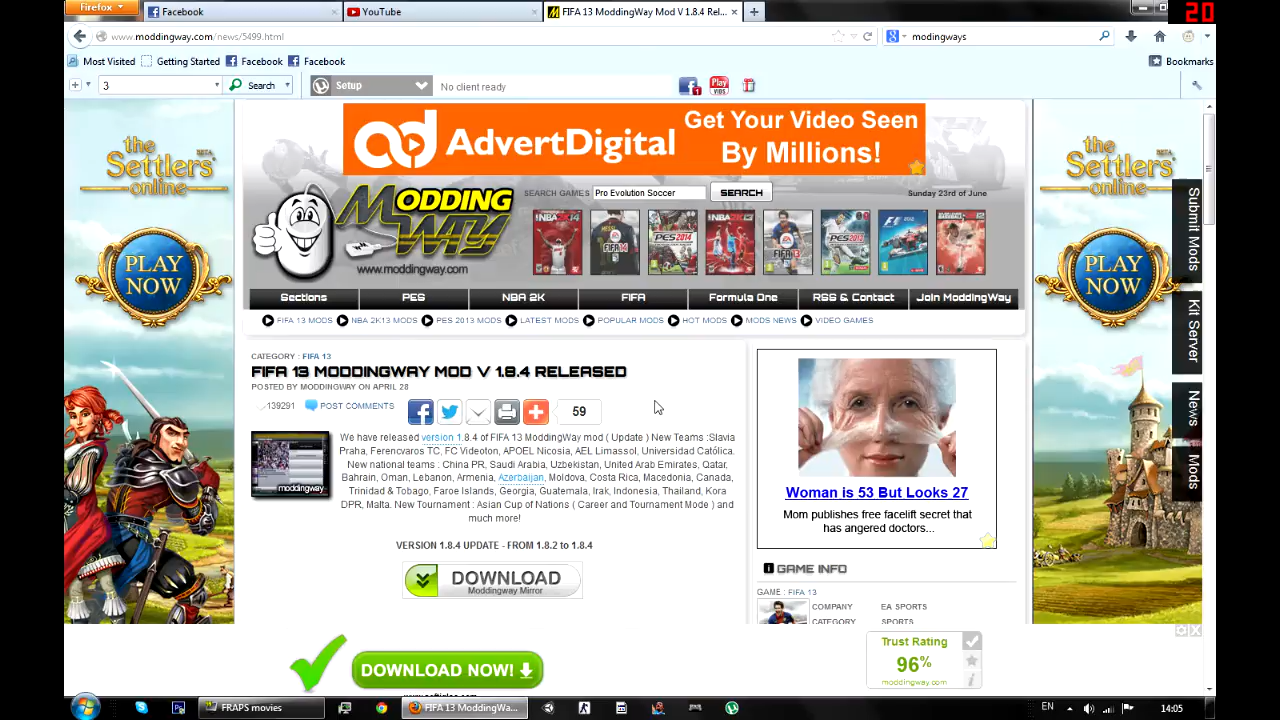 Firefox
Facebook
YouTube
FIFA 13 ModdingWay Mod V 1.8.4 Rel...
20
www.moddingway.com/news/5499.html
modingways
Most Visited
Getting Started
Facebook
Facebook
Bookmarks
3
Search
Setup
No client ready
AdvertDigital
Get Your Video Seen
By Millions!
the
Settlers
online
BETA
PLAY
NOW
MODDING
WAY
www.moddingway.com
SEARCH GAMES
Pro Evolution Soccer
SEARCH
Sunday 23rd of June
the
Settlers
online
BETA
PLAY
NOW
Submit Mods
Kit Server
News
Mods
Sections
PES
NBA 2K
FIFA
Formula One
RSS & Contact
Join ModdingWay
FIFA 13 MODS
NBA 2K13 MODS
PES 2013 MODS
LATEST MODS
POPULAR MODS
HOT MODS
MODS NEWS
VIDEO GAMES
CATEGORY : FIFA 13
FIFA 13 MODDINGWAY MOD V 1.8.4 RELEASED
POSTED BY MODDINGWAY ON APRIL 28
139291
POST COMMENTS
59
moddingway
We have released version 1.8.4 of FIFA 13 ModdingWay mod ( Update ) New Teams :Slavia
Praha, Ferencvaros TC, FC Videoton, APOEL Nicosia, AEL Limassol, Universidad Católica.
New national teams : China PR, Saudi Arabia, Uzbekistan, United Arab Emirates, Qatar,
Bahrain, Oman, Lebanon, Armenia, Azerbaijan, Moldova, Costa Rica, Macedonia, Canada,
Trinidad & Tobago, Faroe Islands, Georgia, Guatemala, Irak, Indonesia, Thailand, Kora
DPR, Malta. New Tournament : Asian Cup of Nations ( Career and Tournament Mode ) and
much more!
VERSION 1.8.4 UPDATE - FROM 1.8.2 to 1.8.4
DOWNLOAD
Moddingway Mirror
Woman is 53 But Looks 27
Mom publishes free facelift secret that
has angered doctors...
GAME INFO
GAME : FIFA 13
COMPANY
EA SPORTS
CATEGORY
SPORTS
DOWNLOAD NOW!
Trust Rating
96%
moddingway.com
FRAPS movies
FIFA 13 ModdingWa...
EN
14:05